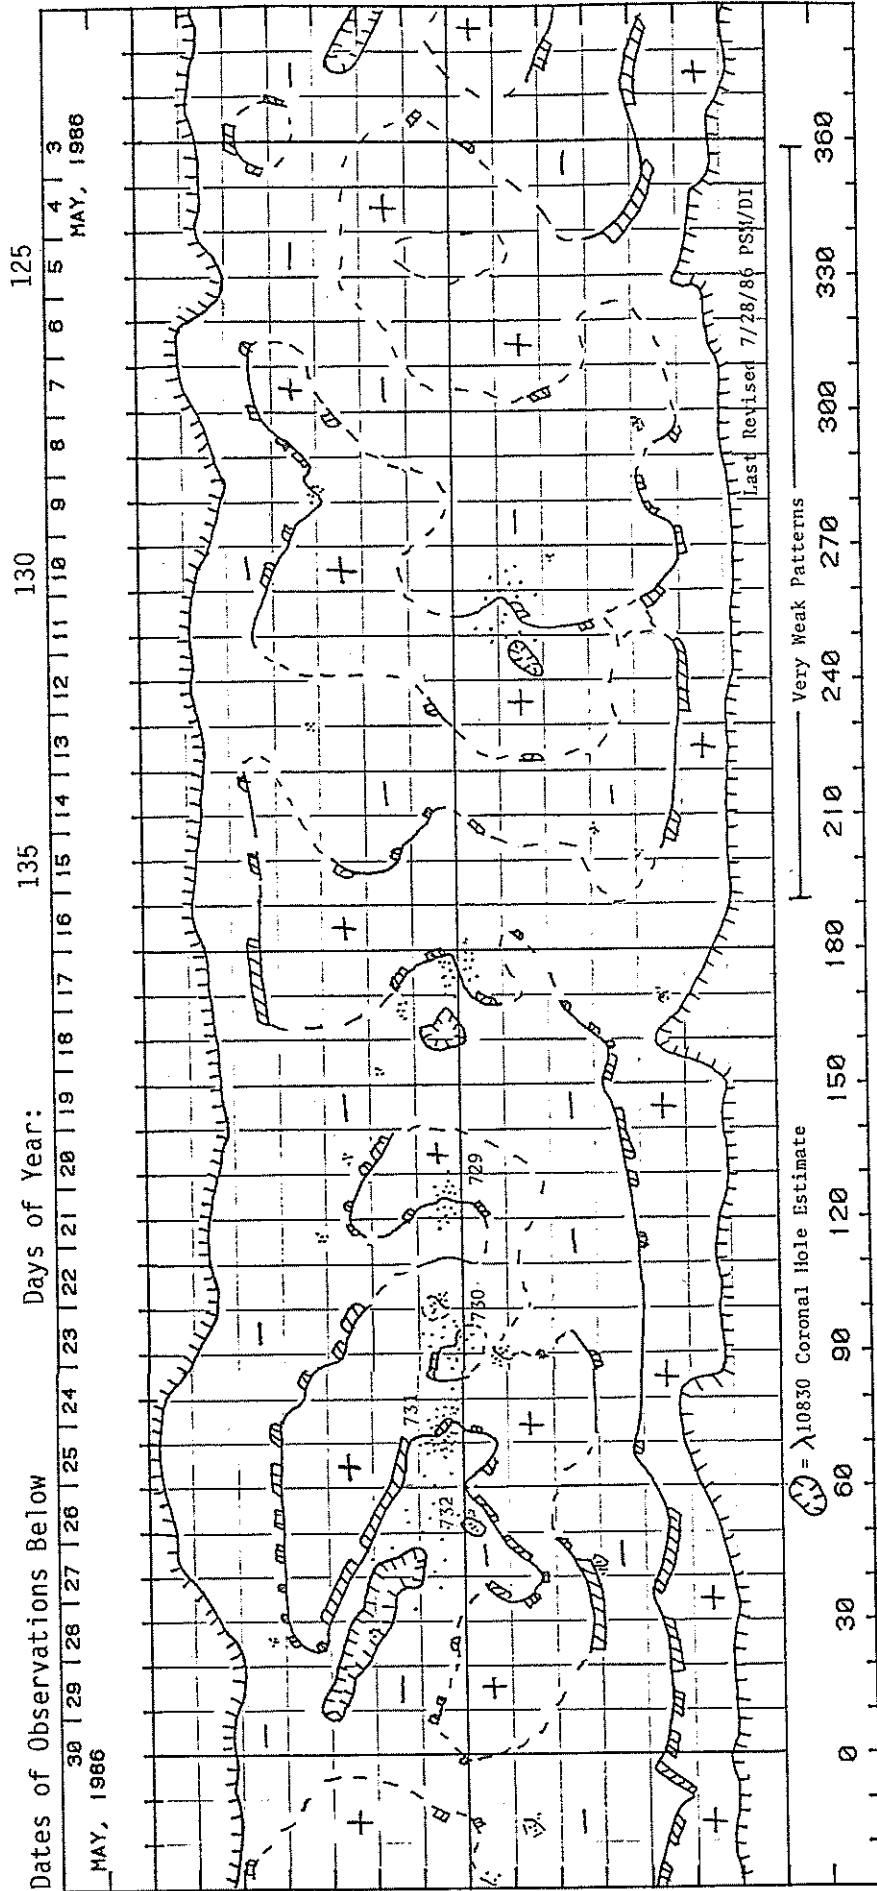 Dates of Observations Below Days of Year: 135 130 125
30 | 29 | 28 | 27 | 26 | 25 | 24 | 23 | 22 | 21 | 20 | 19 | 18 | 17 | 16 | 15 | 14 | 13 | 12 | 11 | 10 | 9 | 8 | 7 | 6 | 5 | 4 | 3
MAY, 1986 MAY, 1986
- - - -
+ + + + - + - +
- + - - - + +
732 731 730 729
+ + - - + - + -
- - + + + + + +
Last Revised 7/28/86 PSM/DI
= λ10830 Coronal Hole Estimate
Very Weak Patterns
0 30 60 90 120 150 180 210 240 270 300 330 360